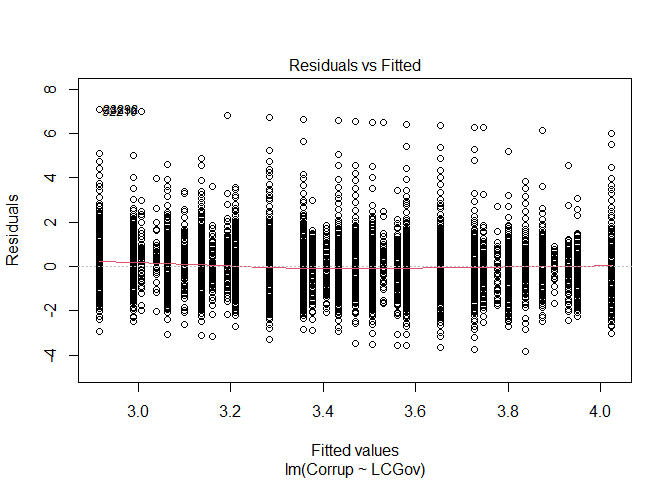 Residuals vs Fitted
8
6
4
2
0
-2
-4
Residuals
3.0 3.2 3.4 3.6 3.8 4.0
Fitted values
lm(Corrup ~ LCGov)